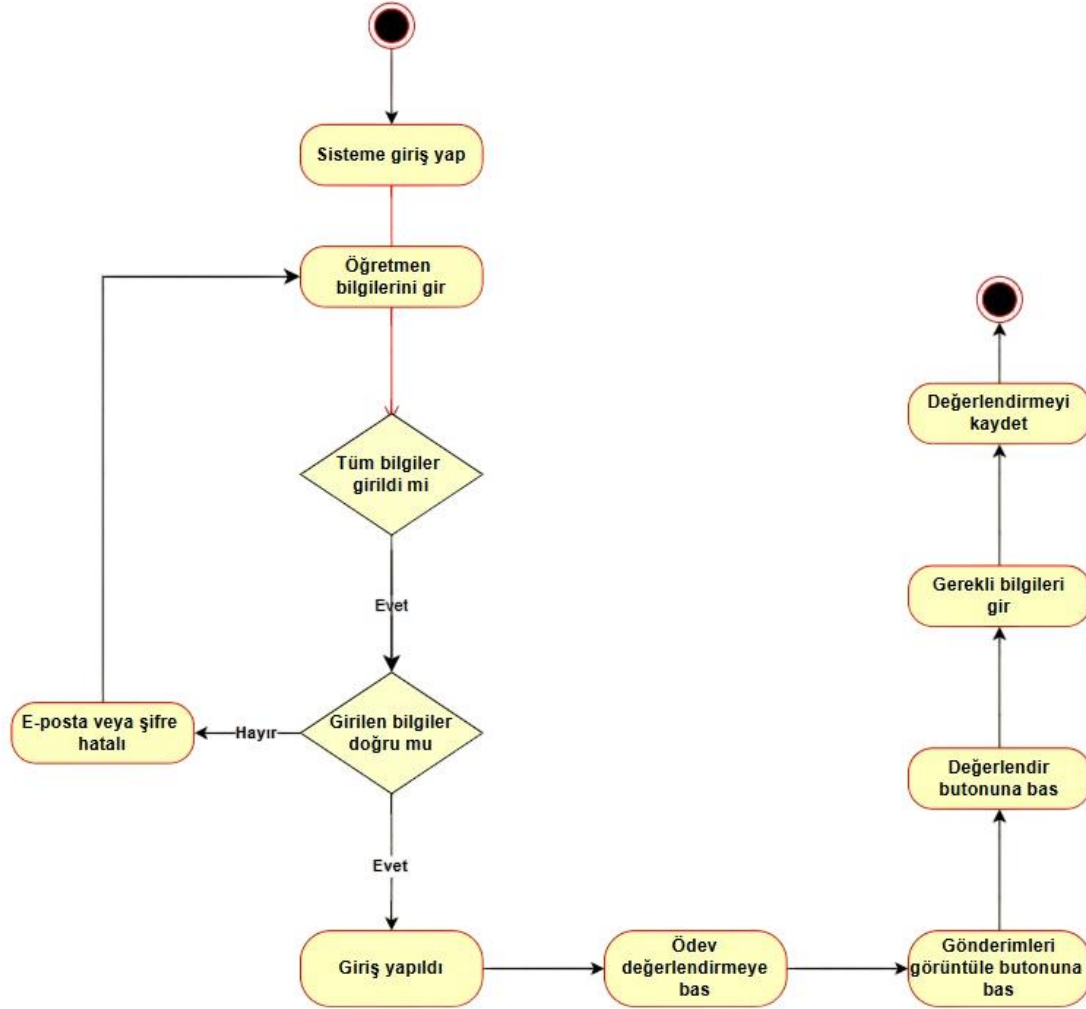 Sisteme giriş yap
Öğretmen
bilgilerini gir
Tüm bilgiler
girildi mi
Evet
Girilen bilgiler
doğru mu
Hayır
E-posta veya şifre
hatalı
Evet
Giriş yapıldı
Ödev
değerlendirmeye
bas
Gönderimleri
görüntüle butonuna
bas
Değerlendir
butonuna bas
Gerekli bilgileri
gir
Değerlendirmeyi
kaydet